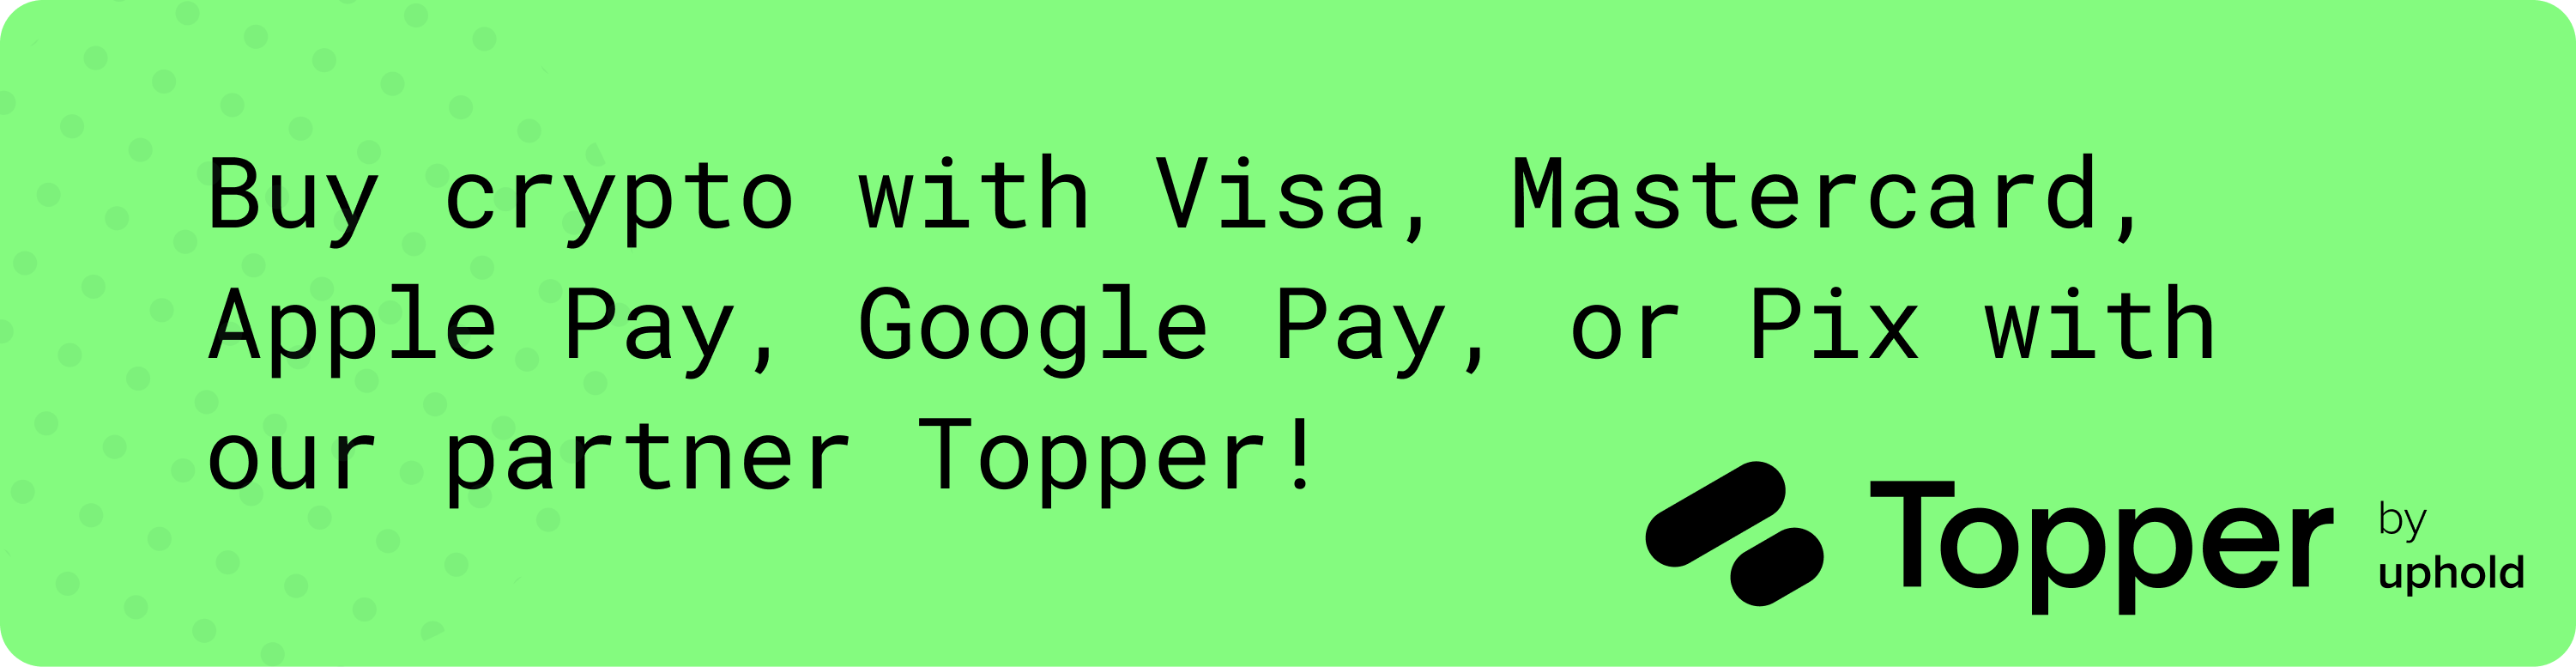 Buy crypto with Visa, Mastercard,
Apple Pay, Google Pay, or Pix with
our partner Topper!
Topper by uphold